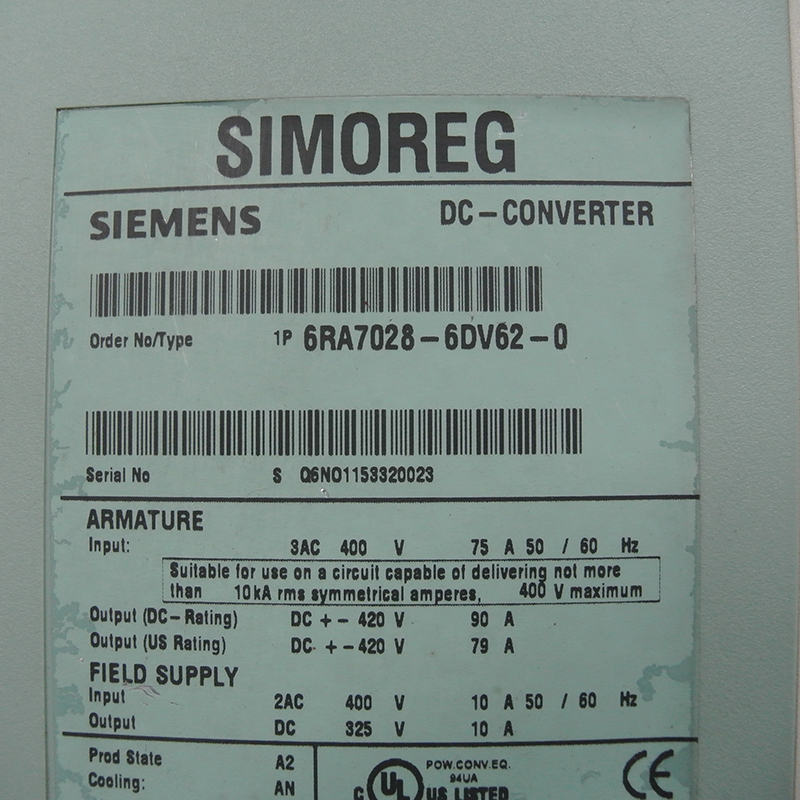 SIMOREG
SIEMENS DC-CONVERTER
Order No/Type 1P 6RA7028-6DV62-0
Serial No S Q6NO1153320023
ARMATURE
Input: 3AC 400 V 75 A 50 / 60 Hz
Suitable for use on a circuit capable of delivering not more
than 10kA rms symmetrical amperes, 400 V maximum
Output (DC-Rating) DC +- 420 V 90 A
Output (US Rating) DC +-420 V 79 A
FIELD SUPPLY
Input 2AC 400 V 10 A 50 / 60 Hz
Output DC 325 V 10 A
Prod State A2
Cooling: AN
POW.CONV.EQ.
94UA
c UL US LISTED
CE